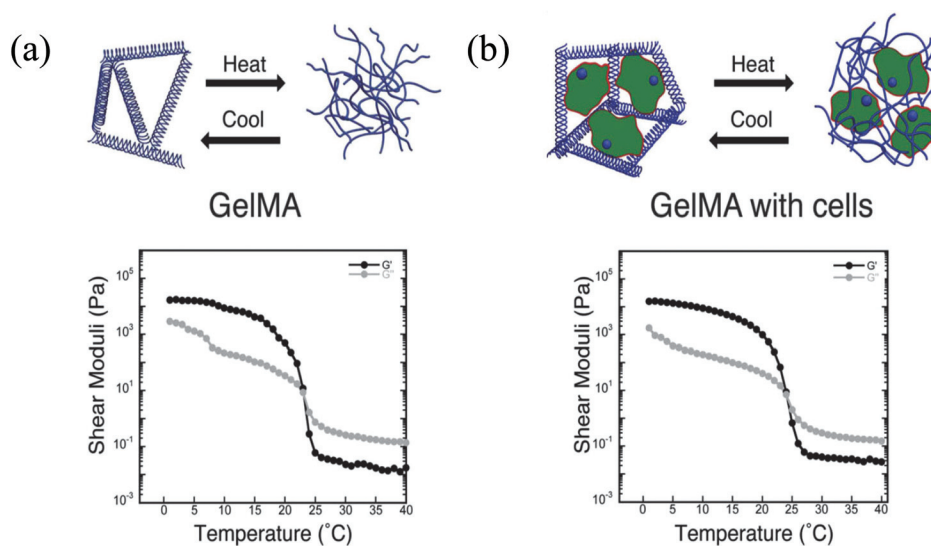 (a)
Heat
Cool
GelMA
G'
G"
Shear Moduli (Pa)
10^5
10^3
10^1
10^-1
10^-3
0 5 10 15 20 25 30 35 40
Temperature (˚C)
(b)
Heat
Cool
GelMA with cells
G'
G"
Shear Moduli (Pa)
10^5
10^3
10^1
10^-1
10^-3
0 5 10 15 20 25 30 35 40
Temperature (˚C)